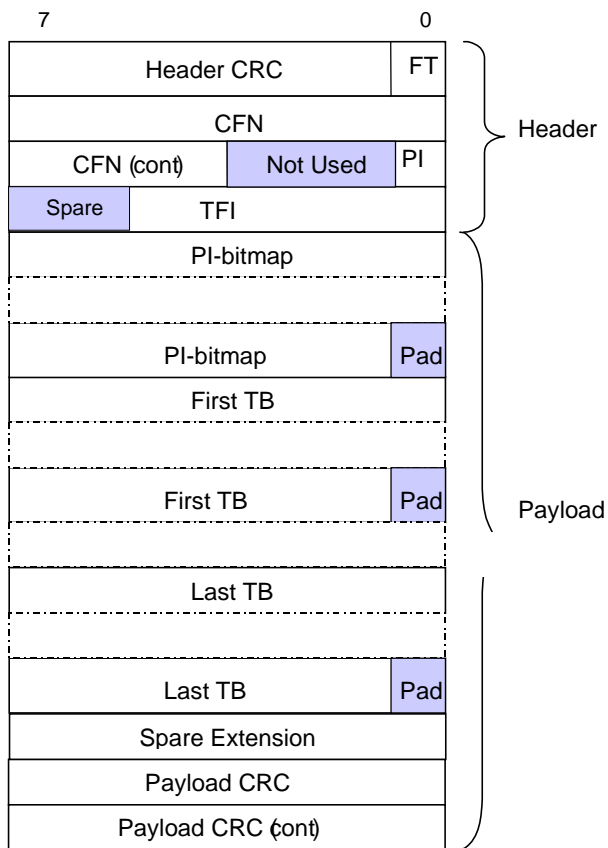 7 0
Header CRC FT
CFN
CFN (cont) Not Used PI
Spare TFI
Header
PI-bitmap
PI-bitmap Pad
First TB
First TB Pad
Payload
Last TB
Last TB Pad
Spare Extension
Payload CRC
Payload CRC (cont)